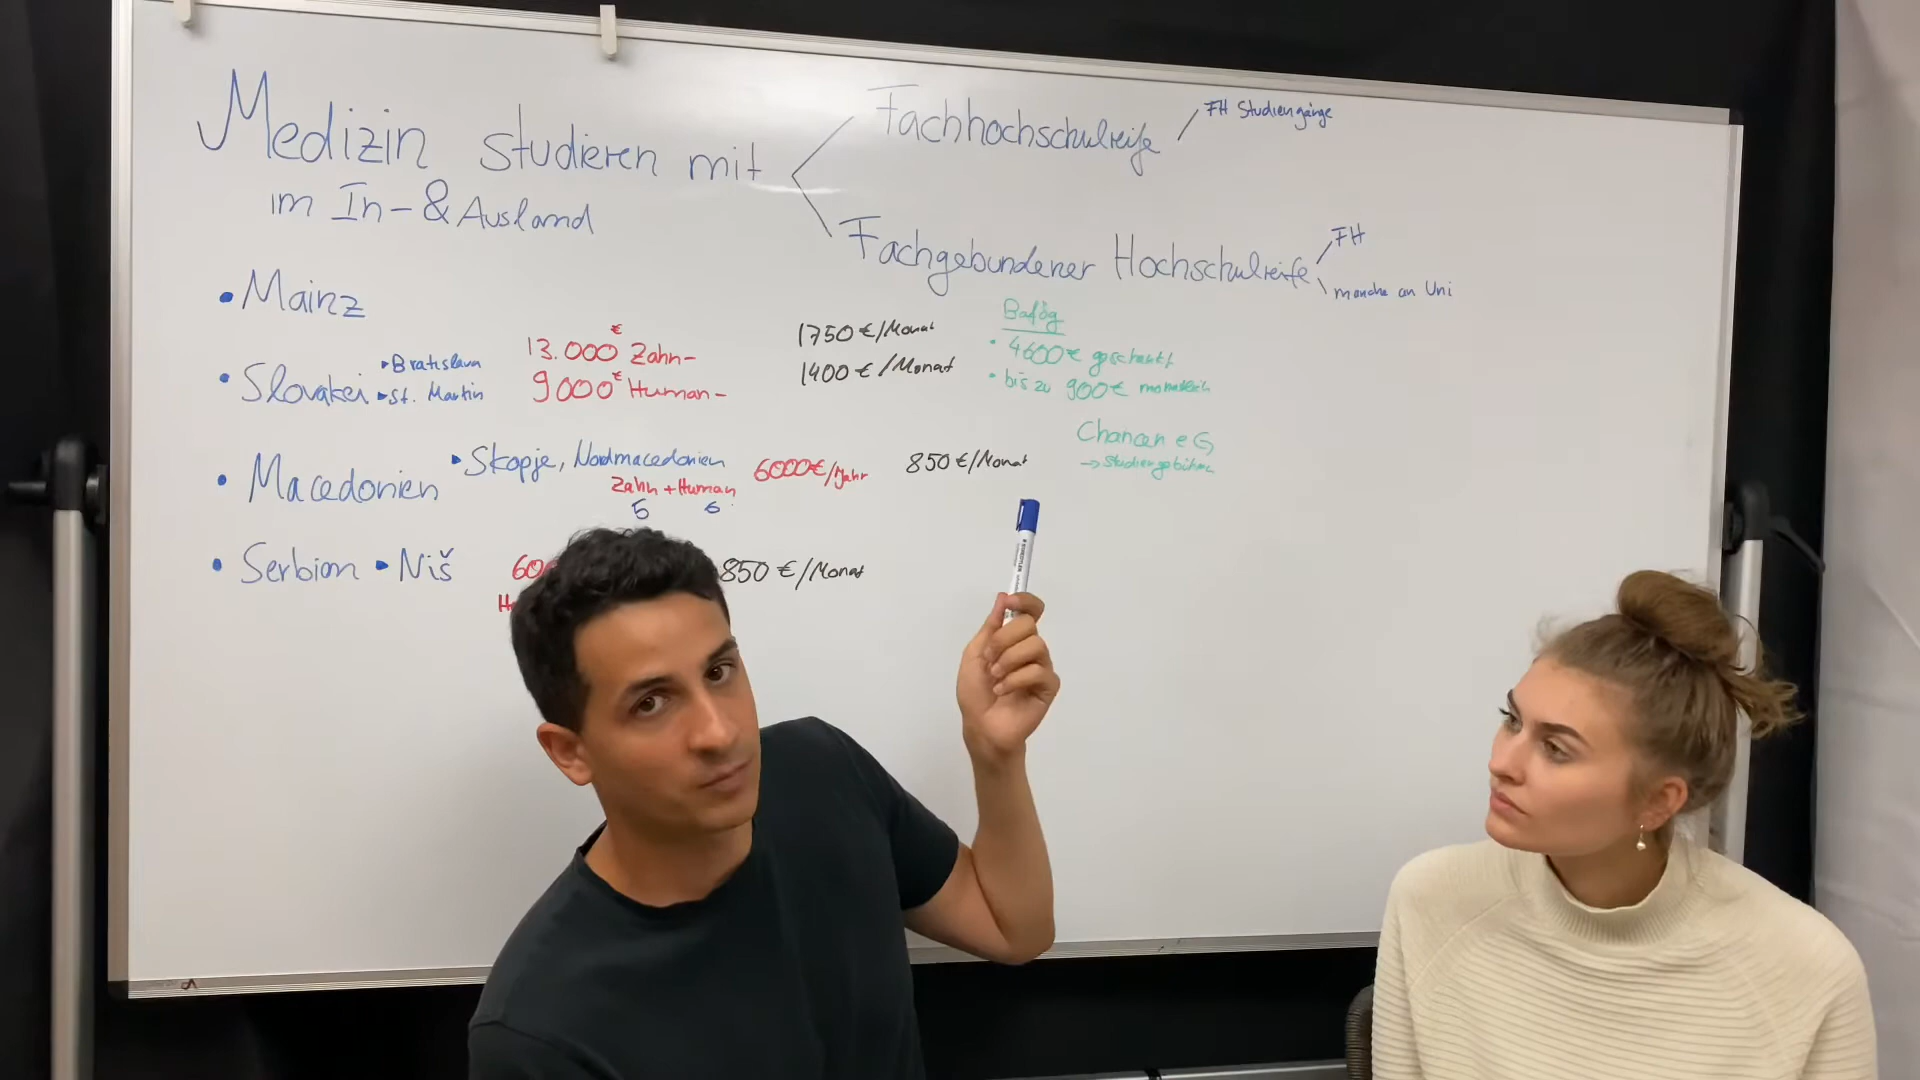 Medizin studieren mit
im In- & Ausland
Fachhochschulreife
FH Studiengänge
Fachgebundener Hochschulreife
FH
manche an Uni
• Mainz
• Slovakei
Bratislava
St. Martin
13.000 € Zahn-
9000 € Human-
1750 €/Monat
1400 €/Monat
Bafög
• 4600 € geschenkt
• bis zu 900 € monatlich
• Macedonien
• Skopje, Nordmacedonien
Zahn + Human
5 6
6000€/Jahr
850 €/Monat
Chancen eG
→ Studiengebühren
• Serbien • Niš
850 €/Monat